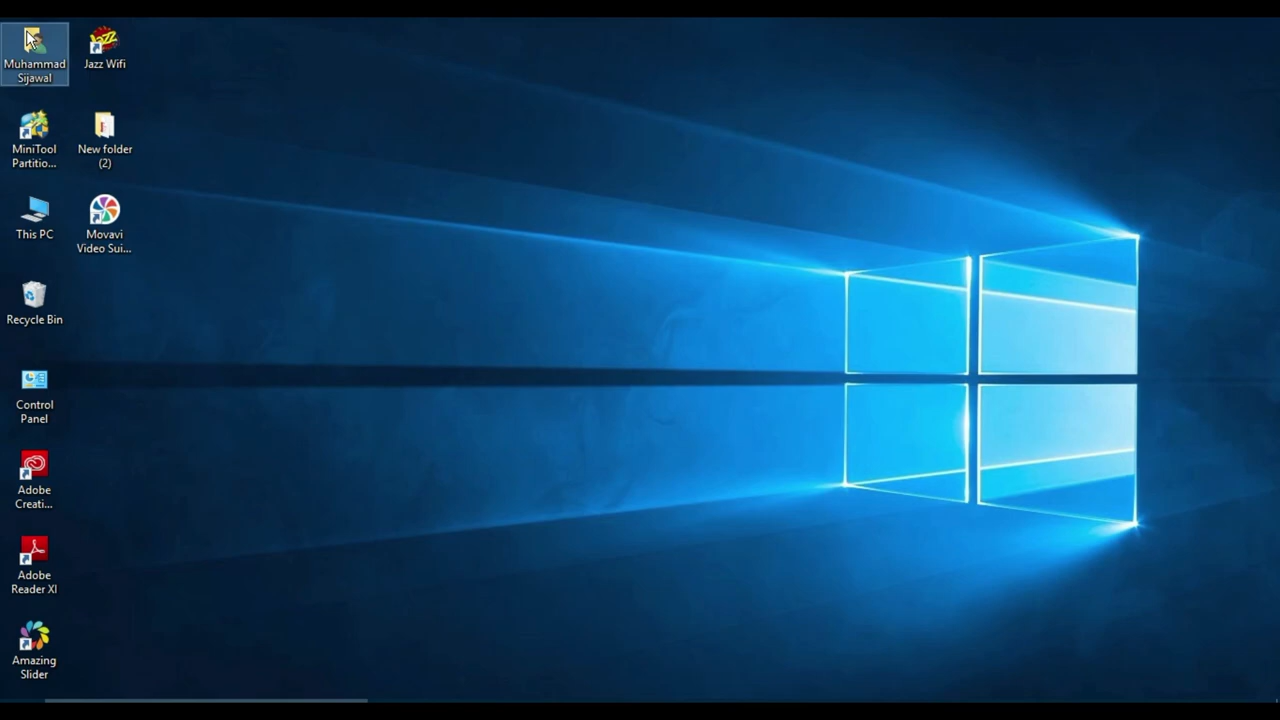 Muhammad
Sijawal
Jazz Wifi
MiniTool
Partitio...
New folder
(2)
This PC
Movavi
Video Sui...
Recycle Bin
Control
Panel
Adobe
Creati...
Adobe
Reader XI
Amazing
Slider